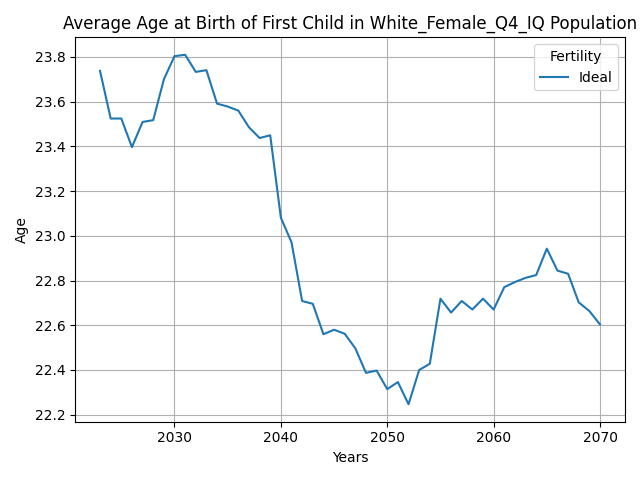 Average Age at Birth of First Child in White_Female_Q4_IQ Population
Fertility
Ideal
23.8
23.6
23.4
23.2
23.0
22.8
22.6
22.4
22.2
Age
2030 2040 2050 2060 2070
Years